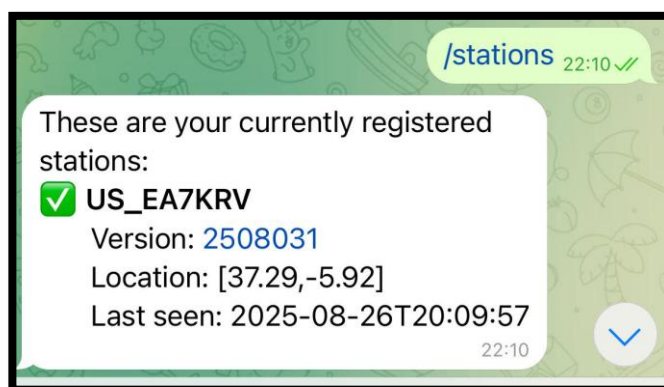 /stations 22:10
These are your currently registered
stations:
✅ US_EA7KRV
Version: 2508031
Location: [37.29,-5.92]
Last seen: 2025-08-26T20:09:57
22:10